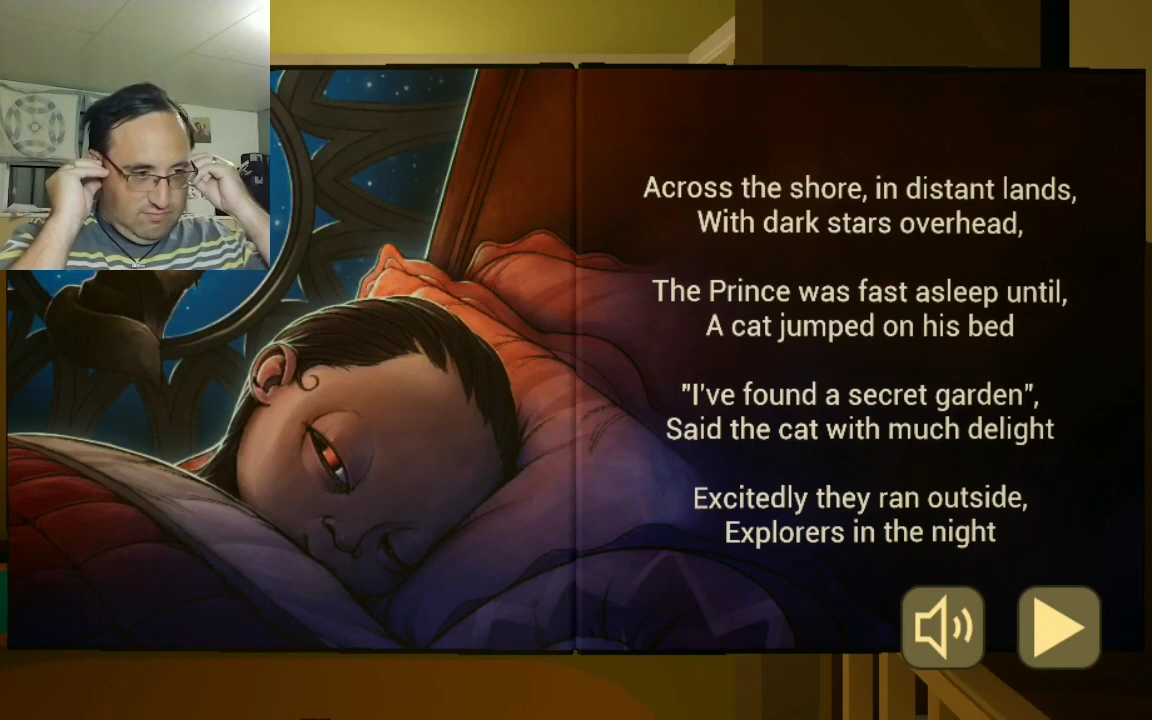 Across the shore, in distant lands,
With dark stars overhead,
The Prince was fast asleep until,
A cat jumped on his bed
"I've found a secret garden",
Said the cat with much delight
Excitedly they ran outside,
Explorers in the night